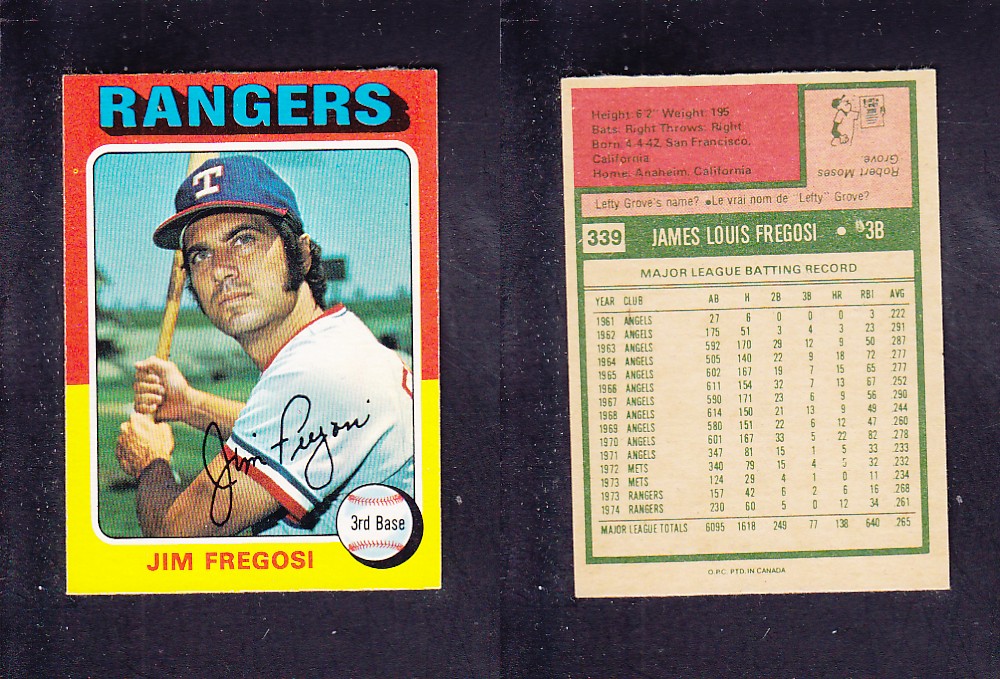 RANGERS
T
Jim Fregosi
3rd Base
JIM FREGOSI
Height: 6'2" Weight: 195
Bats: Right Throws: Right
Born: 4-4-42, San Francisco,
California
Home: Anaheim, California
Robert Moses
Grove
Lefty Grove's name? •Le vrai nom de "Lefty" Grove?
339 JAMES LOUIS FREGOSI • 3B
MAJOR LEAGUE BATTING RECORD
YEAR CLUB AB H 2B 3B HR RBI AVG
1961 ANGELS 27 6 0 0 0 3 .222
1962 ANGELS 175 51 3 4 3 23 .291
1963 ANGELS 592 170 29 12 9 50 .287
1964 ANGELS 505 140 22 9 18 72 .277
1965 ANGELS 602 167 19 7 15 65 .277
1966 ANGELS 611 154 32 7 13 67 .252
1967 ANGELS 590 171 23 6 9 56 .290
1968 ANGELS 614 150 21 13 9 49 .244
1969 ANGELS 580 151 22 6 12 47 .260
1970 ANGELS 601 167 33 5 22 82 .278
1971 ANGELS 347 81 15 1 5 33 .233
1972 METS 340 79 15 4 5 32 .232
1973 METS 124 29 4 1 0 11 .234
1973 RANGERS 157 42 6 2 6 16 .268
1974 RANGERS 230 60 5 0 12 34 .261
MAJOR LEAGUE TOTALS 6095 1618 249 77 138 640 .265
O.P.C. PTD. IN CANADA